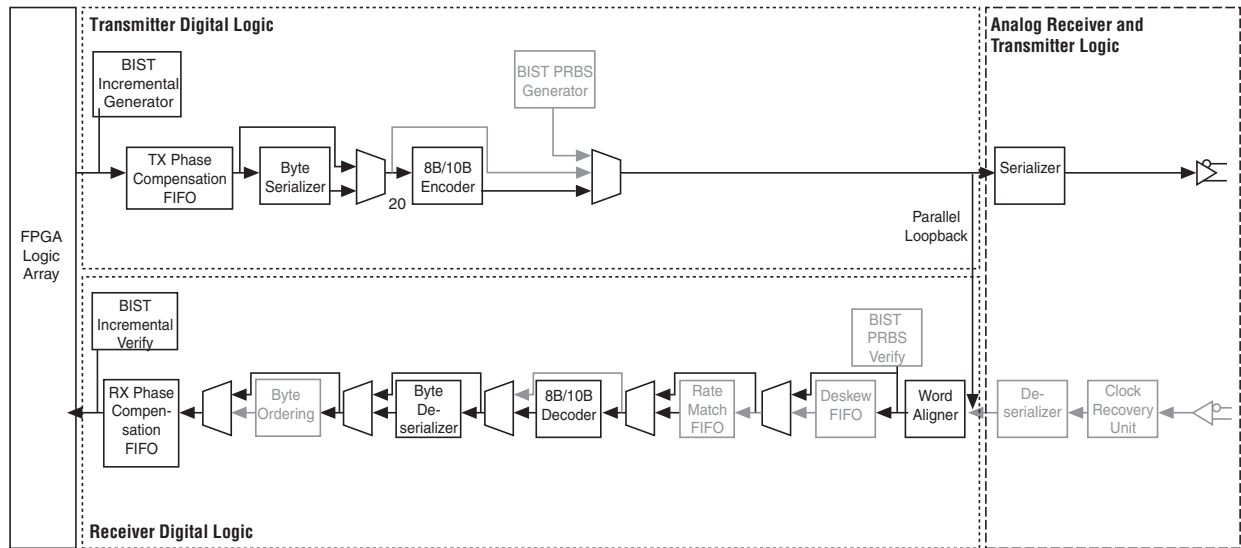 Transmitter Digital Logic
Analog Receiver and
Transmitter Logic
BIST
Incremental
Generator
BIST PRBS
Generator
TX Phase
Compensation
FIFO
Byte
Serializer
20
8B/10B
Encoder
Serializer
Parallel
Loopback
FPGA
Logic
Array
BIST
Incremental
Verify
BIST
PRBS
Verify
RX Phase
Compen-
sation
FIFO
Byte
Ordering
Byte
De-
serializer
8B/10B
Decoder
Rate
Match
FIFO
Deskew
FIFO
Word
Aligner
De-
serializer
Clock
Recovery
Unit
Receiver Digital Logic